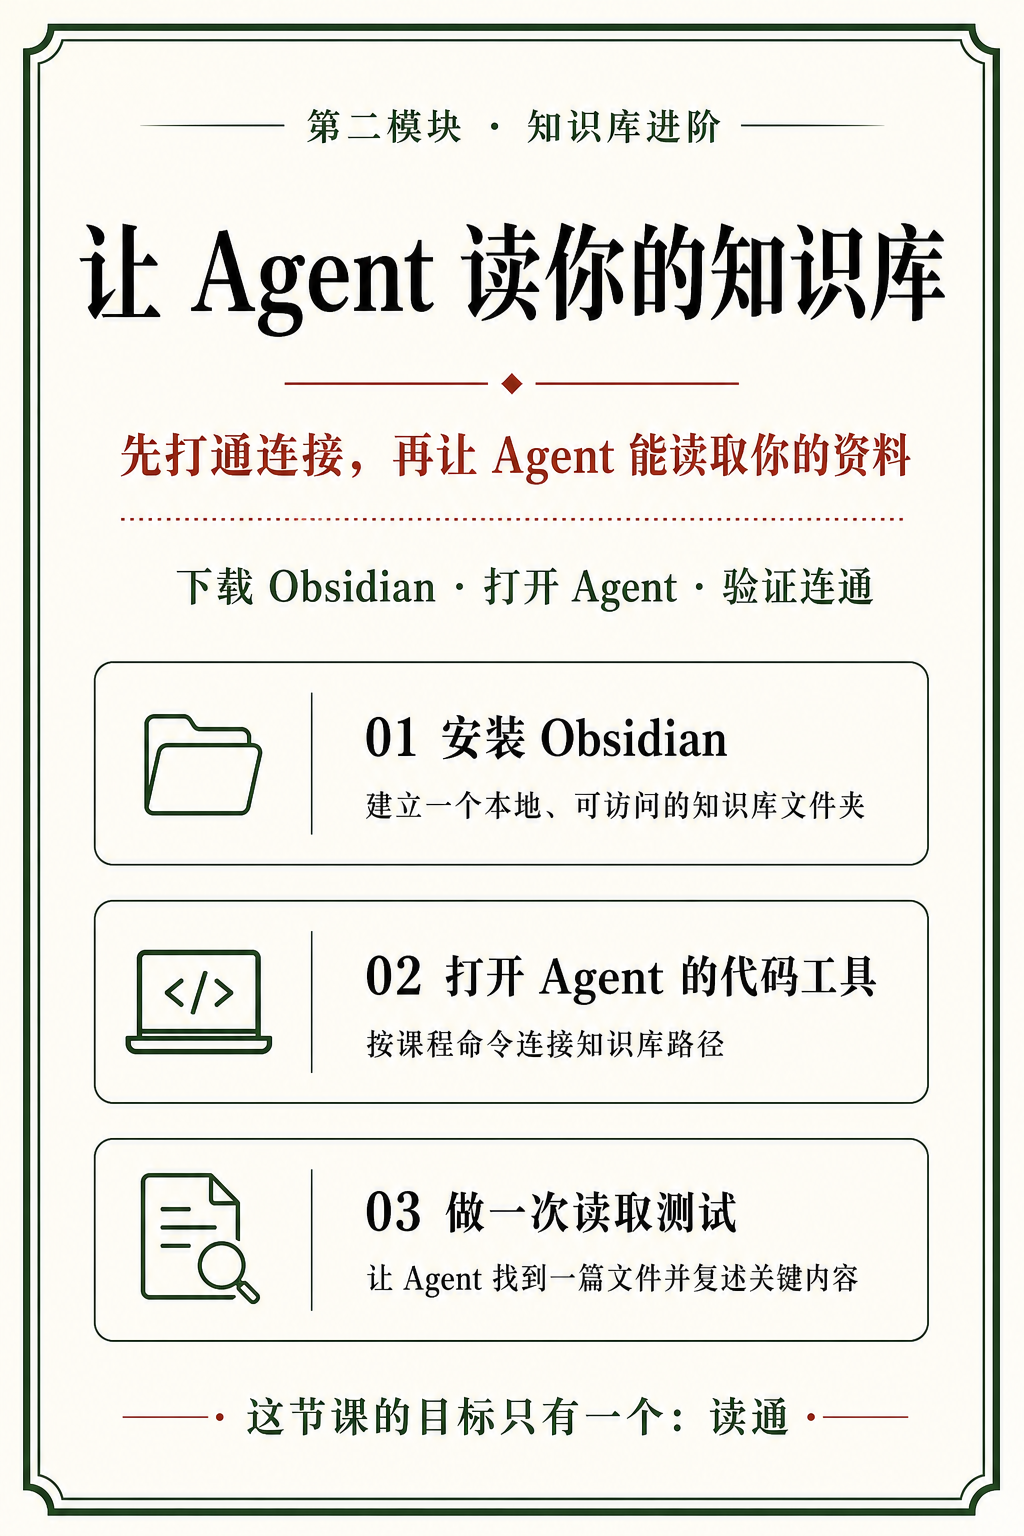 第二模块 · 知识库进阶
让 Agent 读你的知识库
先打通连接，再让 Agent 能读取你的资料
下载 Obsidian · 打开 Agent · 验证连通
01 安装 Obsidian
建立一个本地、可访问的知识库文件夹
</>
02 打开 Agent 的代码工具
按课程命令连接知识库路径
03 做一次读取测试
让 Agent 找到一篇文件并复述关键内容
这节课的目标只有一个：读通